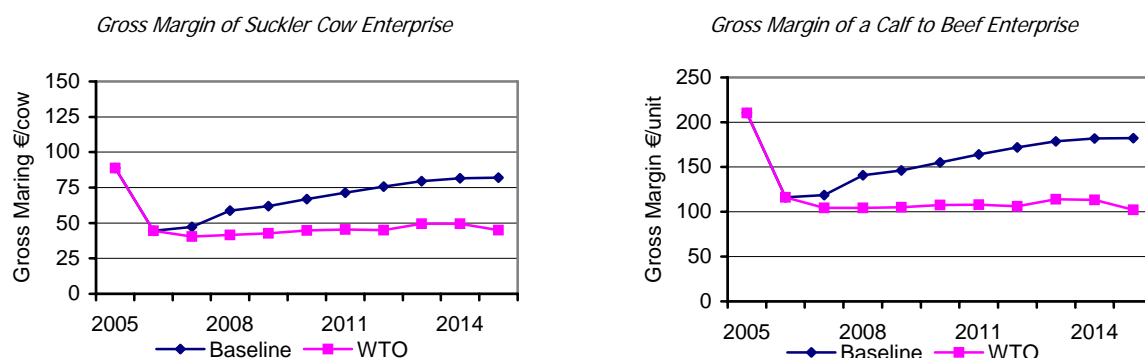 Gross Margin of Suckler Cow Enterprise
Gross Maring €/cow
150
125
100
75
50
25
0
2005 2008 2011 2014
Baseline WTO
Gross Margin of a Calf to Beef Enterprise
Gross Margin €/unit
250
200
150
100
50
0
2005 2008 2011 2014
Baseline WTO